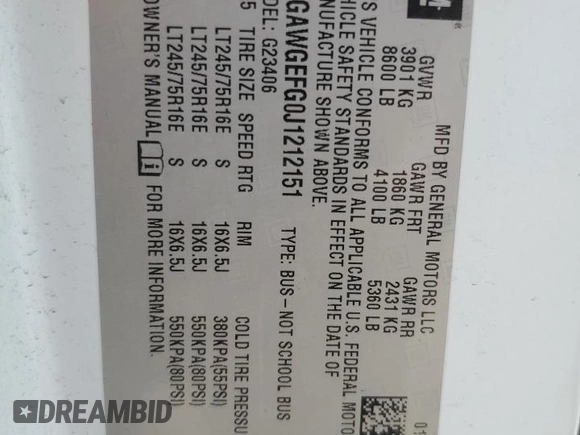 GM ®
MFD BY GENERAL MOTORS LLC
01
GVWR GAWR FRT GAWR RR
3901 KG 1860 KG 2431 KG
8600 LB 4100 LB 5360 LB
S VEHICLE CONFORMS TO ALL APPLICABLE U.S. FEDERAL MOTO
HICLE SAFETY STANDARDS IN EFFECT ON THE DATE OF
NUFACTURE SHOWN ABOVE.
GAWGEFG0J1212151 TYPE: BUS–NOT SCHOOL BUS
DEL: G23406
TIRE SIZE SPEED RTG RIM COLD TIRE PRESSU
LT245/75R16E S 16X6.5J 380KPA(55PSI)
LT245/75R16E S 16X6.5J 550KPA(80PSI)
LT245/75R16E S 16X6.5J 550KPA(80PSI)
OWNER'S MANUAL i FOR MORE INFORMATION.
DREAMBID